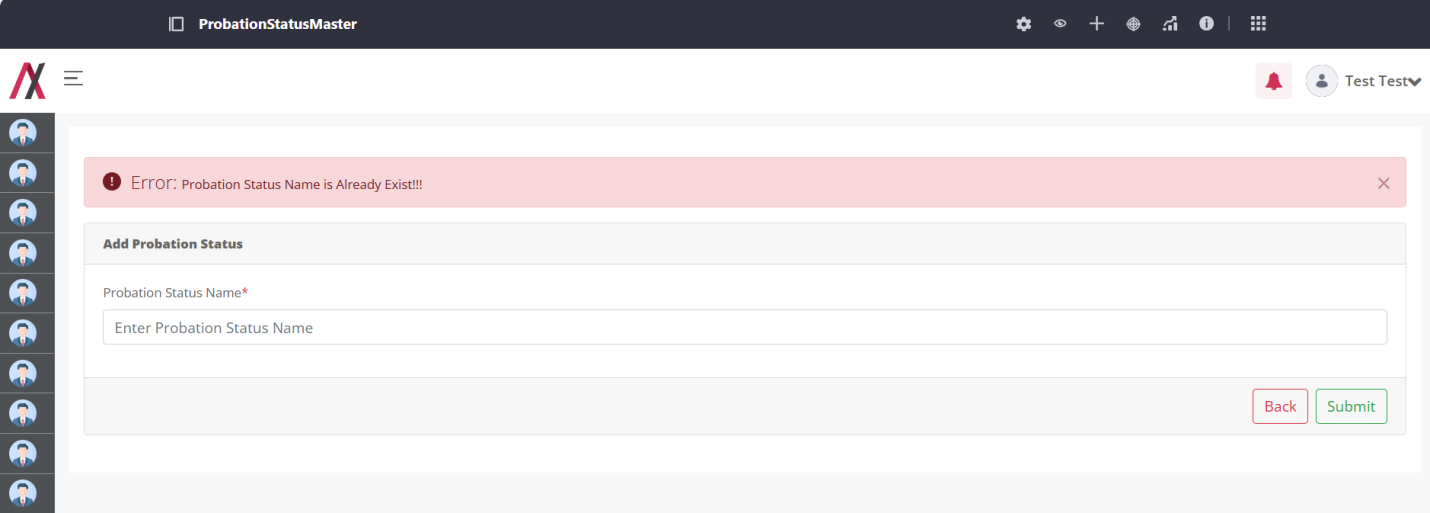 ProbationStatusMaster
Test Test
Error: Probation Status Name is Already Exist!!!
Add Probation Status
Probation Status Name*
Enter Probation Status Name
Back Submit